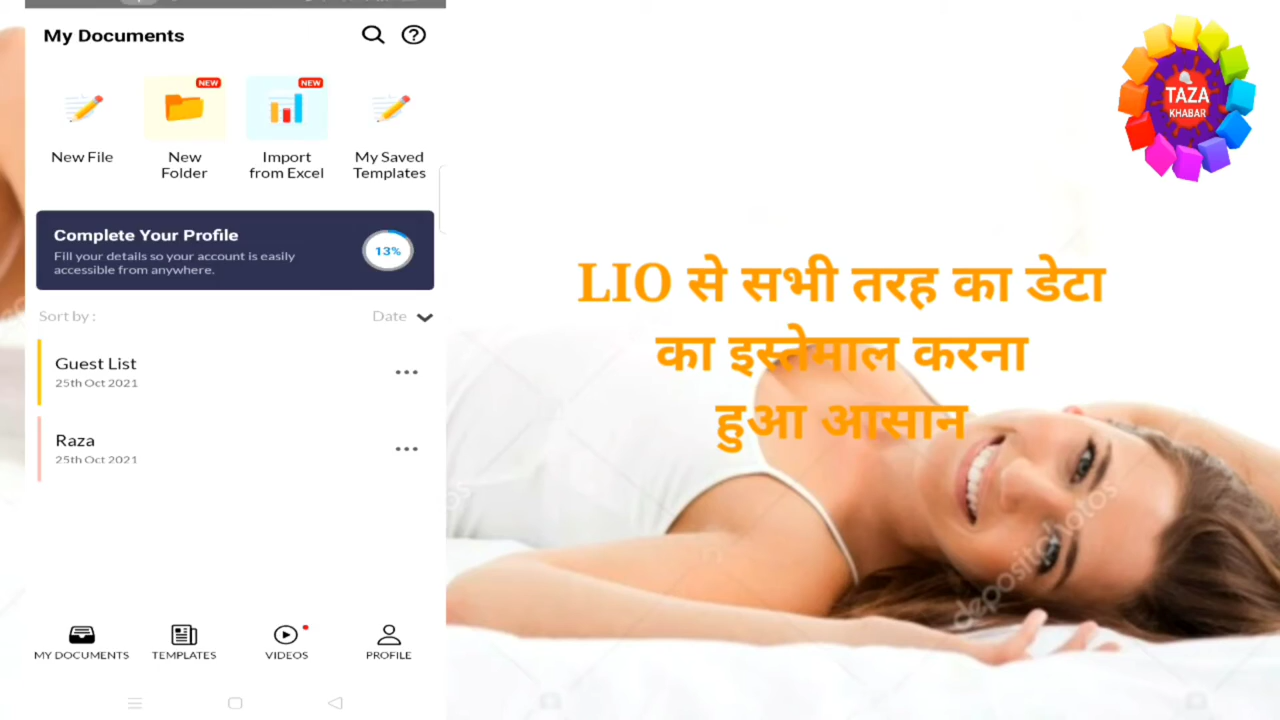 My Documents
NEW
NEW
New File
New
Folder
Import
from Excel
My Saved
Templates
Complete Your Profile
Fill your details so your account is easily
accessible from anywhere.
13%
Sort by :
Date
Guest List
25th Oct 2021
Raza
25th Oct 2021
MY DOCUMENTS
TEMPLATES
VIDEOS
PROFILE
TAZA
KHABAR
LIO से सभी तरह का डेटा
का इस्तेमाल करना
हुआ आसान
depositphotos